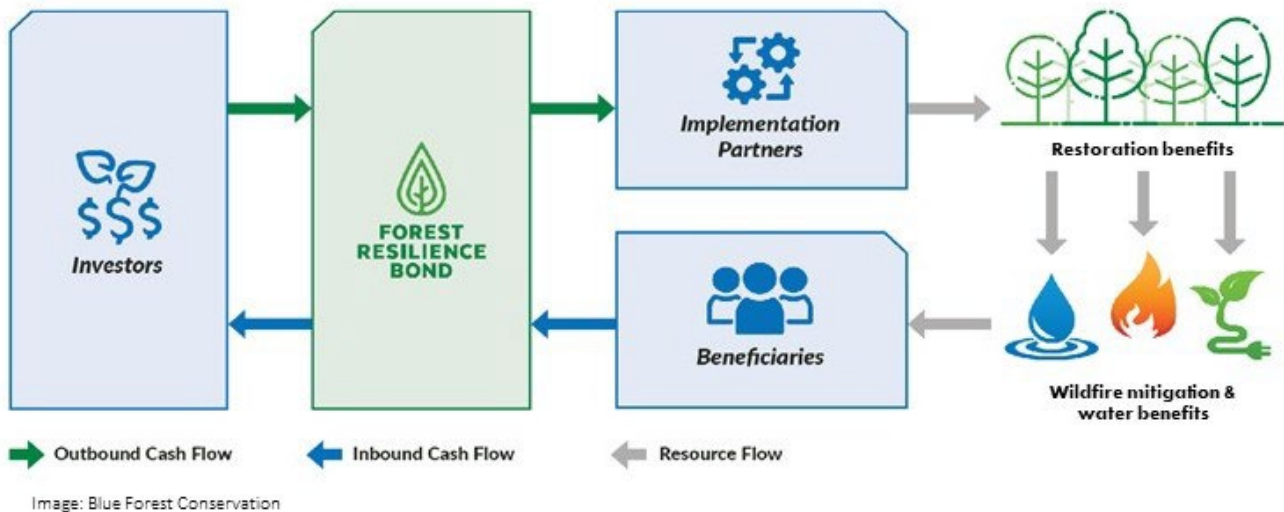 Investors
FOREST
RESILIENCE
BOND
Implementation
Partners
Restoration benefits
Beneficiaries
Wildfire mitigation &
water benefits
Outbound Cash Flow
Inbound Cash Flow
Resource Flow
Image: Blue Forest Conservation